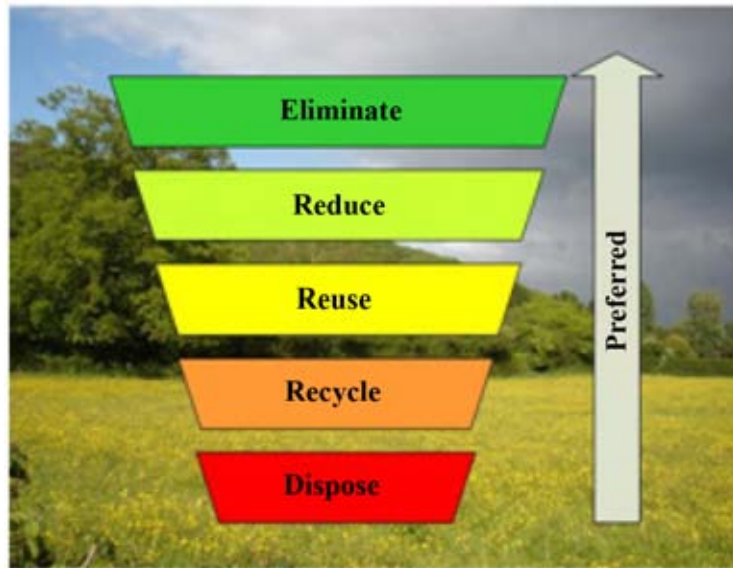 Eliminate
Reduce
Reuse
Recycle
Dispose
Preferred